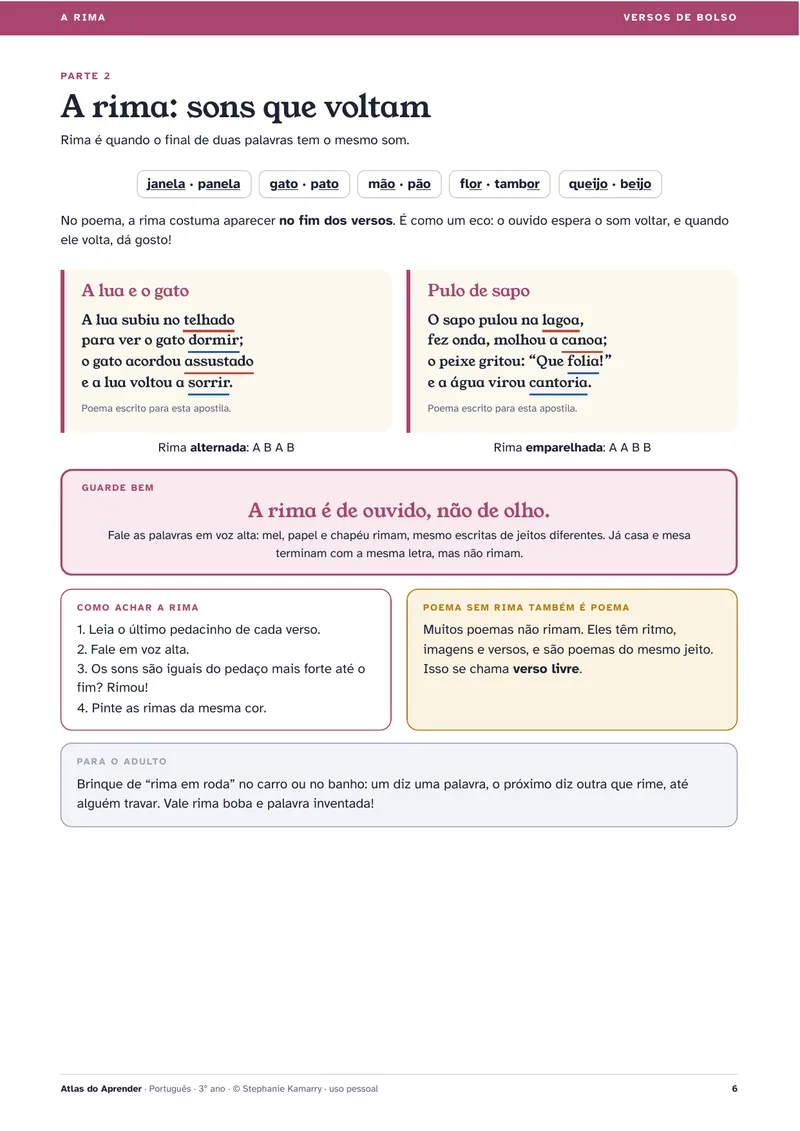 A RIMA
VERSOS DE BOLSO
PARTE 2
A rima: sons que voltam
Rima é quando o final de duas palavras tem o mesmo som.
janela · panela
gato · pato
mão · pão
flor · tambor
queijo · beijo
No poema, a rima costuma aparecer no fim dos versos. É como um eco: o ouvido espera o som voltar, e quando
ele volta, dá gosto!
A lua e o gato
A lua subiu no telhado
para ver o gato dormir;
o gato acordou assustado
e a lua voltou a sorrir.
Poema escrito para esta apostila.
Rima alternada: A B A B
Pulo de sapo
O sapo pulou na lagoa,
fez onda, molhou a canoa;
o peixe gritou: “Que folia!”
e a água virou cantoria.
Poema escrito para esta apostila.
Rima emparelhada: A A B B
GUARDE BEM
A rima é de ouvido, não de olho.
Fale as palavras em voz alta: mel, papel e chapéu rimam, mesmo escritas de jeitos diferentes. Já casa e mesa
terminam com a mesma letra, mas não rimam.
COMO ACHAR A RIMA
1. Leia o último pedacinho de cada verso.
2. Fale em voz alta.
3. Os sons são iguais do pedaço mais forte até o
fim? Rimou!
4. Pinte as rimas da mesma cor.
POEMA SEM RIMA TAMBÉM É POEMA
Muitos poemas não rimam. Eles têm ritmo,
imagens e versos, e são poemas do mesmo jeito.
Isso se chama verso livre.
PARA O ADULTO
Brinque de “rima em roda” no carro ou no banho: um diz uma palavra, o próximo diz outra que rime, até
alguém travar. Vale rima boba e palavra inventada!
Atlas do Aprender · Português · 3º ano · © Stephanie Kamarry · uso pessoal
6